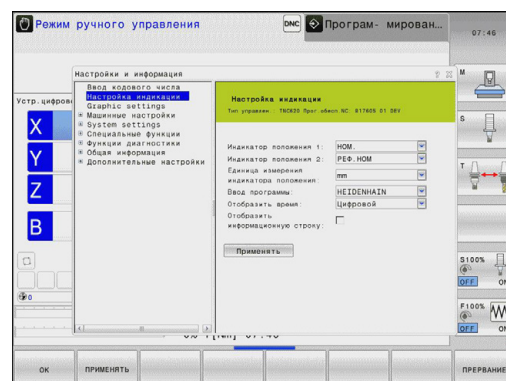 Режим ручного управления
DNC
Програм- мирован...
07:46
Настройки и информация
Ввод кодового числа
Настройка индикации
Graphic settings
Машинные настройки
System settings
Специальные функции
Функции диагностики
Общая информация
Дополнительные настройки
Настройка индикации
Тип управлен.: TNC620 Прог.обесп.NC: 817605 01 DEV
Индикатор положения 1: НОМ.
Индикатор положения 2: РЕФ.НОМ
Единица измерения
индикатора положения: mm
Ввод программы: HEIDENHAIN
Отобразить время: Цифровой
Отобразить
информационную строку:
Применять
Устр.цифров
X
Y
Z
B
0
M
S
T
S100%
OFF
F100%
OFF
OK
ПРИМЕНЯТЬ
ПРЕРВАНИЕ